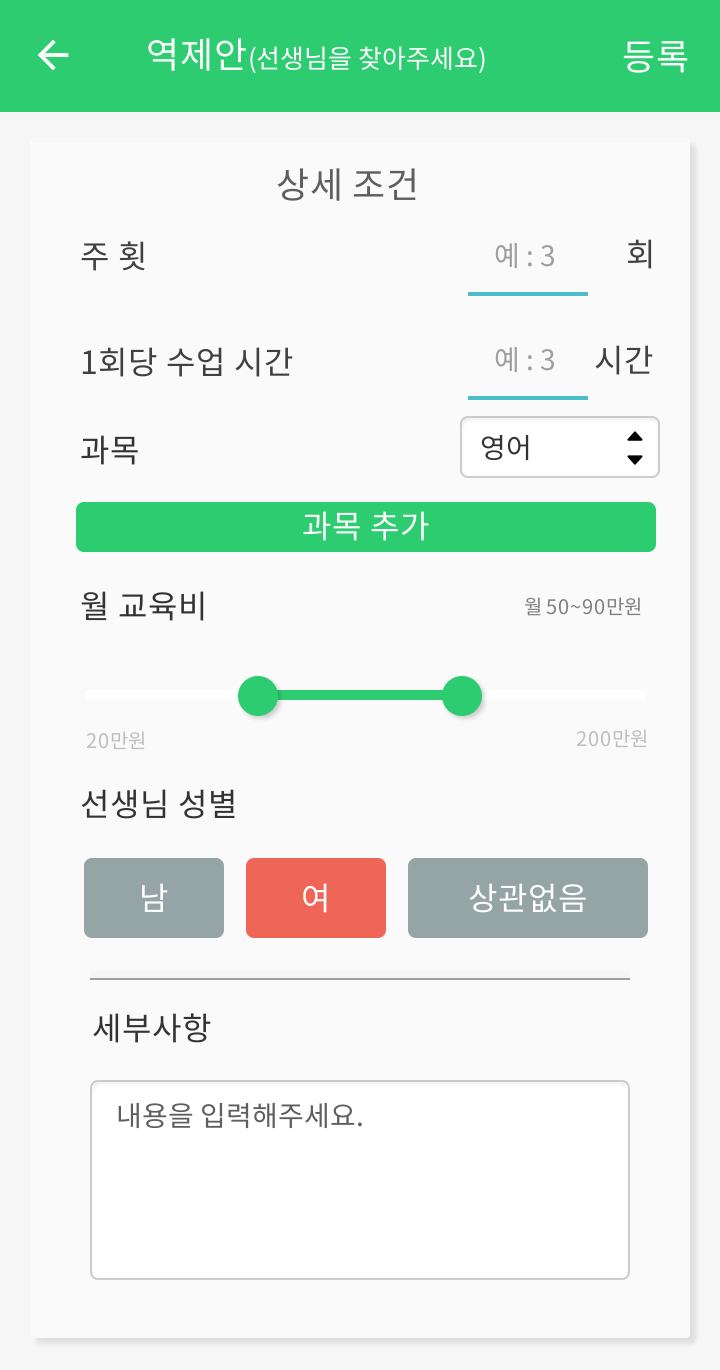 역제안(선생님을 찾아주세요) 등록
상세 조건
주 횟 예 : 3 회
1회당 수업 시간 예 : 3 시간
과목 영어
과목 추가
월 교육비 월 50~90만원
20만원 200만원
선생님 성별
남 여 상관없음
세부사항
내용을 입력해주세요.